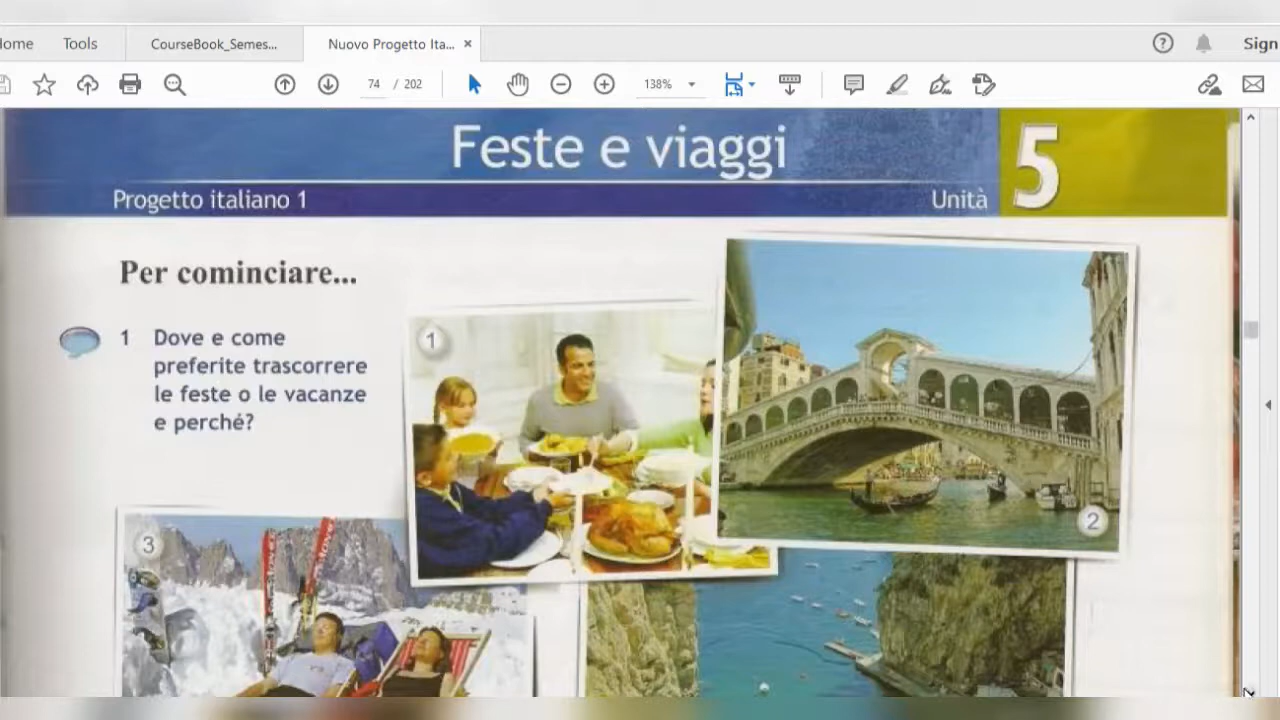 Home
Tools
CourseBook_Semes...
Nuovo Progetto Ita...
Sign
74 / 202
138%
Feste e viaggi
Progetto italiano 1
Unità
5
Per cominciare...
1 Dove e come
preferite trascorrere
le feste o le vacanze
e perché?
1
2
3